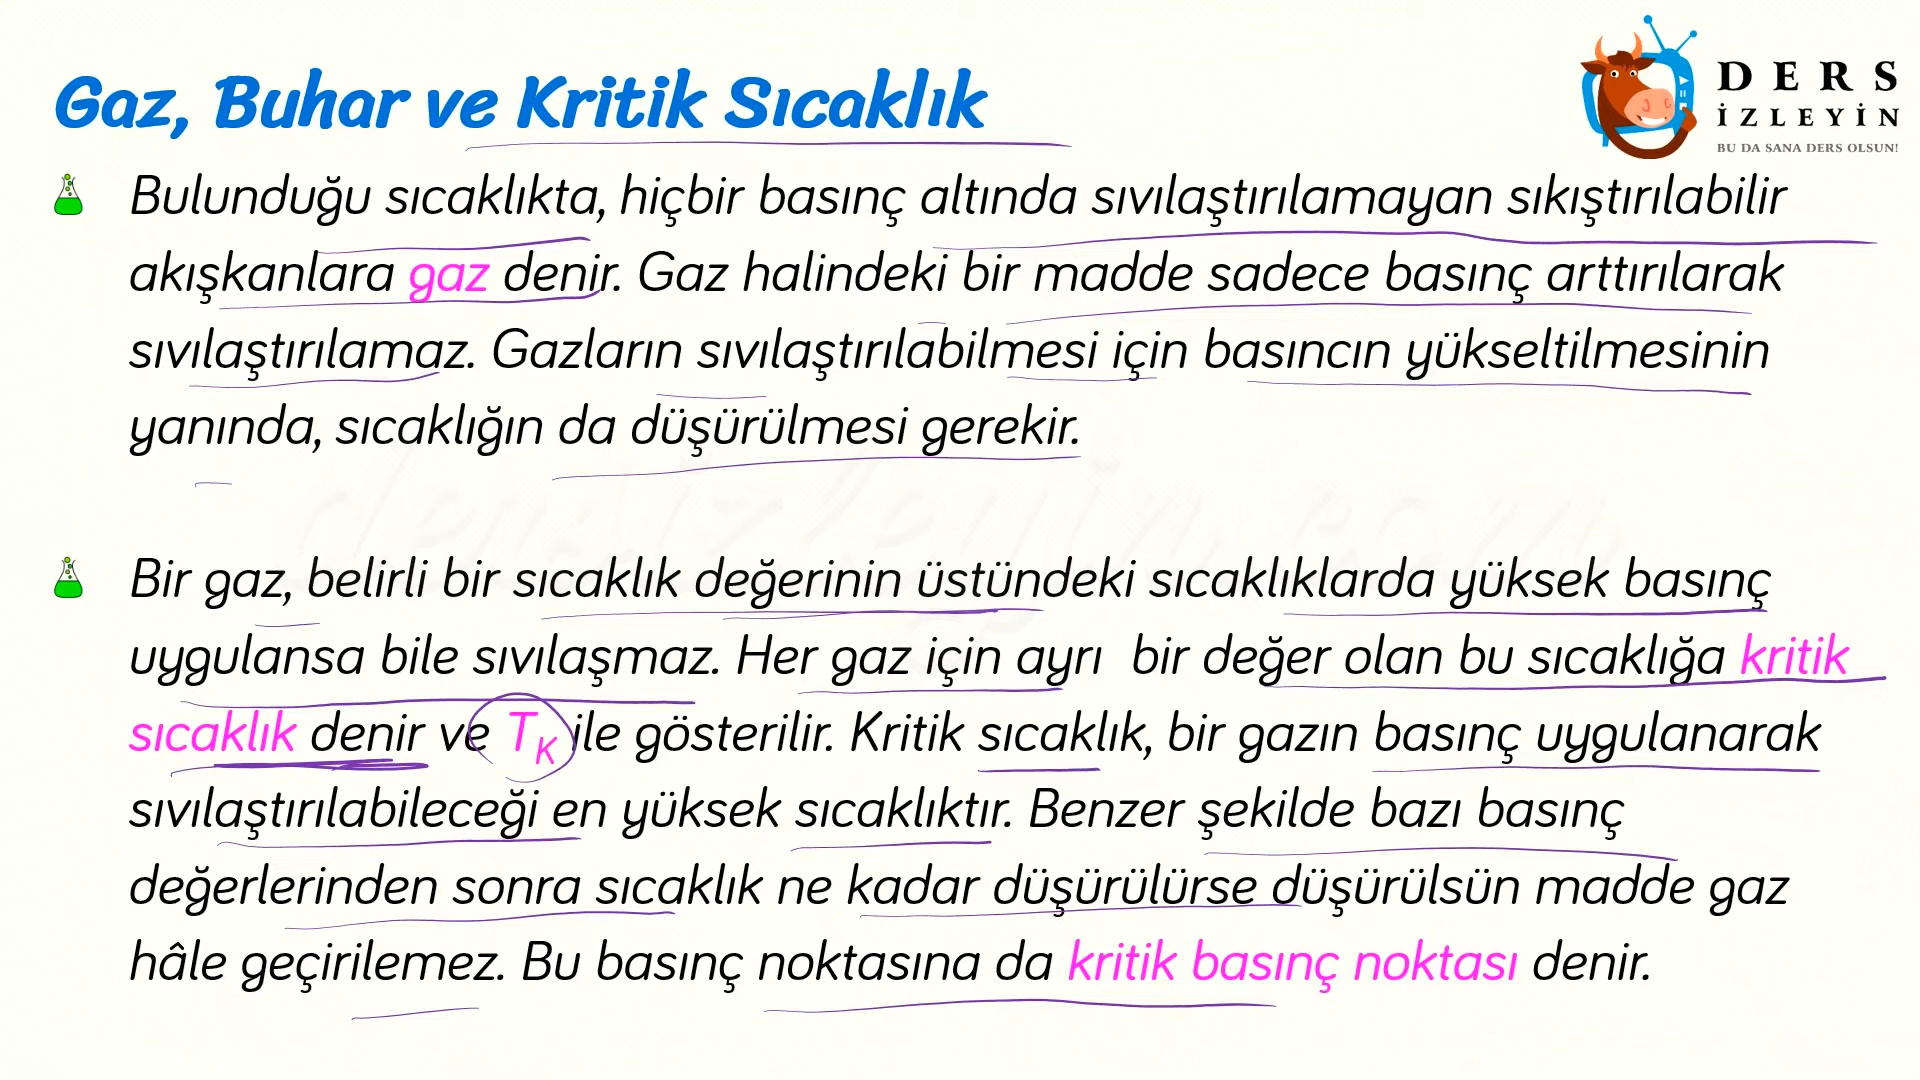 Gaz, Buhar ve Kritik Sıcaklık
DERS
İZLEYİN
BU DA SANA DERS OLSUN!
Bulunduğu sıcaklıkta, hiçbir basınç altında sıvılaştırılamayan sıkıştırılabilir
akışkanlara gaz denir. Gaz halindeki bir madde sadece basınç arttırılarak
sıvılaştırılamaz. Gazların sıvılaştırılabilmesi için basıncın yükseltilmesinin
yanında, sıcaklığın da düşürülmesi gerekir.
Bir gaz, belirli bir sıcaklık değerinin üstündeki sıcaklıklarda yüksek basınç
uygulansa bile sıvılaşmaz. Her gaz için ayrı bir değer olan bu sıcaklığa kritik
sıcaklık denir ve TK ile gösterilir. Kritik sıcaklık, bir gazın basınç uygulanarak
sıvılaştırılabileceği en yüksek sıcaklıktır. Benzer şekilde bazı basınç
değerlerinden sonra sıcaklık ne kadar düşürülürse düşürülsün madde gaz
hâle geçirilemez. Bu basınç noktasına da kritik basınç noktası denir.
dersizleyin.com